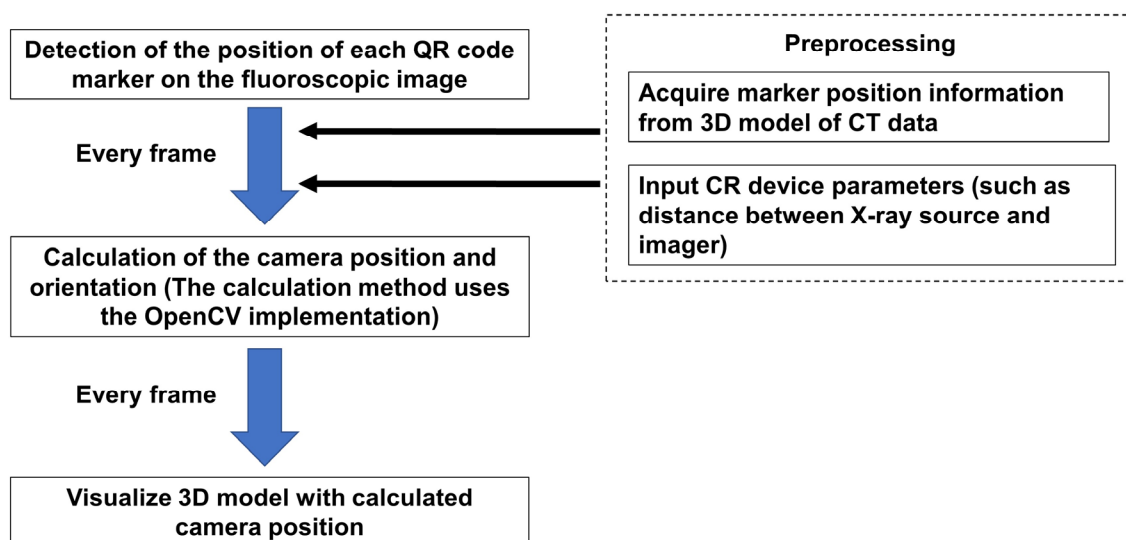 Detection of the position of each QR code
marker on the fluoroscopic image
Every frame
Calculation of the camera position and
orientation (The calculation method uses
the OpenCV implementation)
Every frame
Visualize 3D model with calculated
camera position
Preprocessing
Acquire marker position information
from 3D model of CT data
Input CR device parameters (such as
distance between X-ray source and
imager)